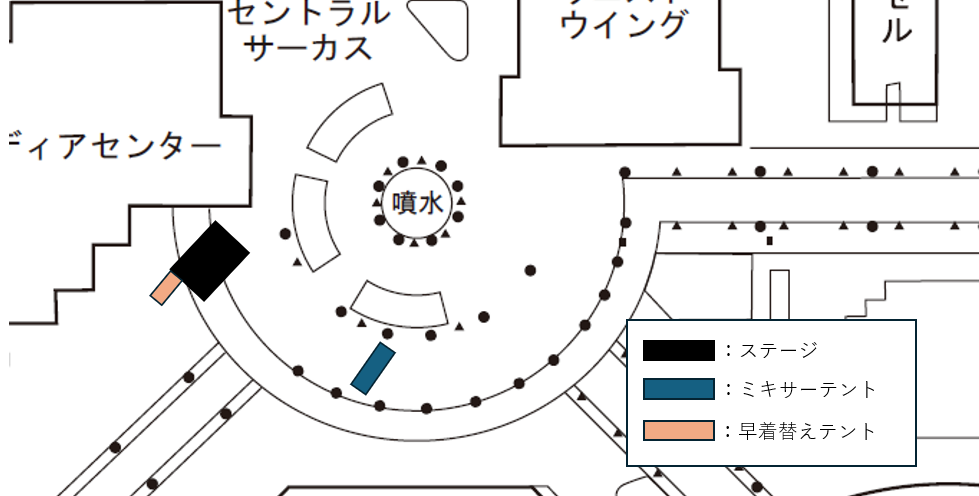 セントラル
サーカス
ウイング
ル
ディアセンター
噴水
：ステージ
：ミキサーテント
：早着替えテント